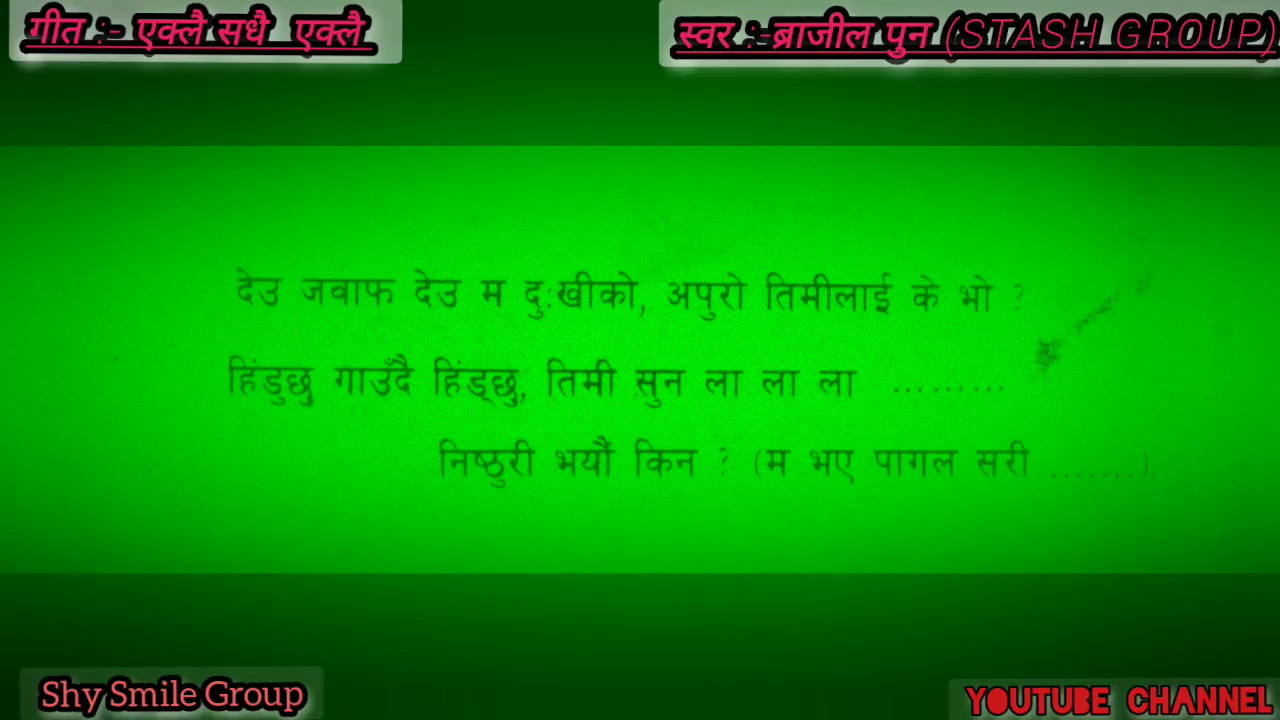 गीत :- एक्लै सधै एक्लै
स्वर :-ब्राजील पुन (STASH GROUP)
देउ जवाफ देउ म दु:खीको, अपुरो तिमीलाई के भो ?
हिंडुछु गाउँदै हिंड्छु, तिमी सुन ला ला ला .........
निष्ठुरी भयौं किन ? (म भए पागल सरी .......).
Shy Smile Group
YOUTUBE CHANNEL